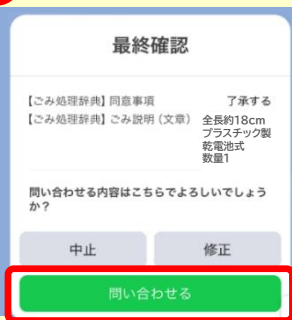 最終確認
【ごみ処理辞典】同意事項 了承する
【ごみ処理辞典】ごみ説明（文章） 全長約18cm
プラスチック製
乾電池式
数量1
問い合わせる内容はこちらでよろしいでしょう
か？
中止 修正
問い合わせる